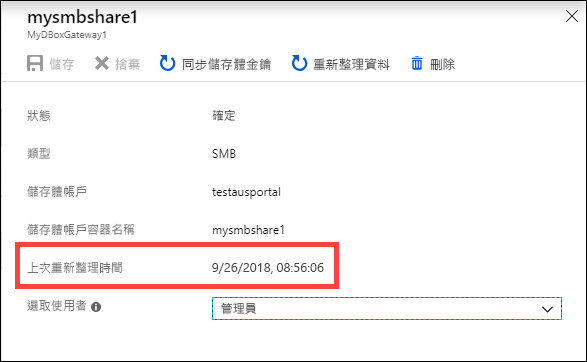 mysmbshare1
MyDBoxGateway1
儲存 捨棄 同步儲存體金鑰 重新整理資料 刪除
狀態 確定
類型 SMB
儲存體帳戶 testausportal
儲存體帳戶容器名稱 mysmbshare1
上次重新整理時間 9/26/2018, 08:56:06
選取使用者 管理員